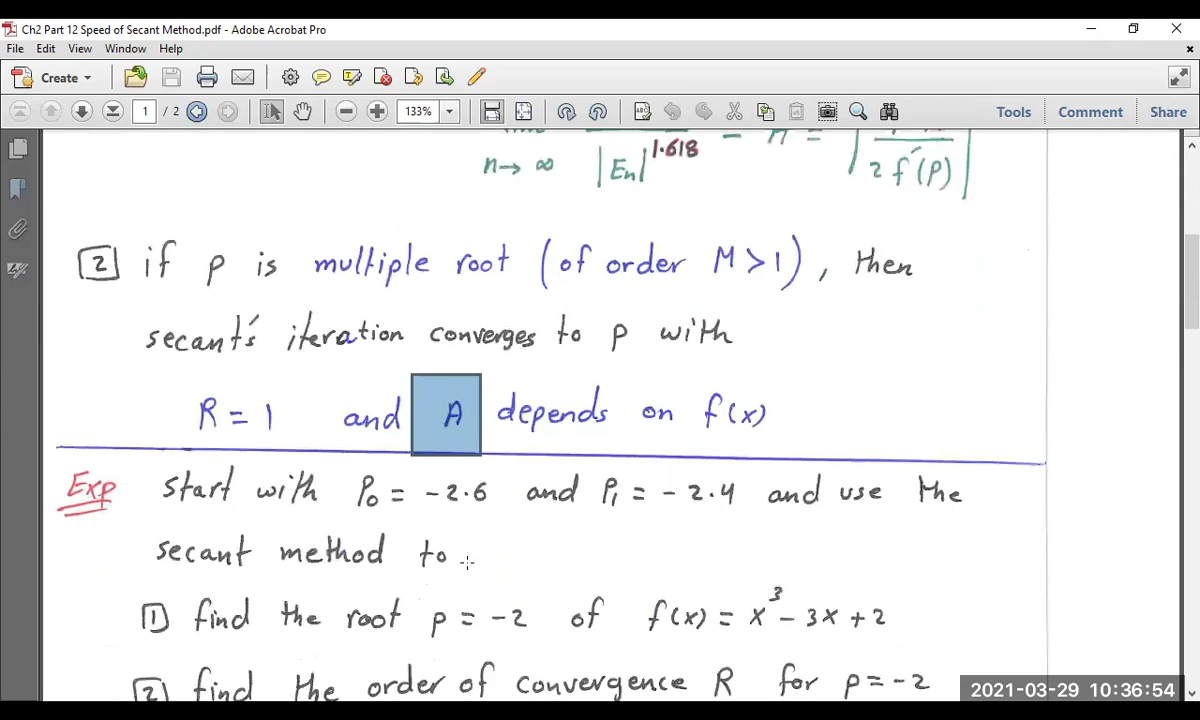 Ch2 Part 12 Speed of Secant Method.pdf - Adobe Acrobat Pro
File Edit View Window Help
Create
1 / 2
133%
Tools Comment Share
n→ ∞ |En|^1.618 = A = | 2 f'(P) |
[2] if p is multiple root (of order M > 1), then
secant's iteration converges to p with
R = 1 and A depends on f(x)
Exp start with P0 = -2.6 and P1 = -2.4 and use the
secant method to
[1] find the root p = -2 of f(x) = x^3 - 3x + 2
[2] find the order of convergence R for p = -2
2021-03-29 10:36:54